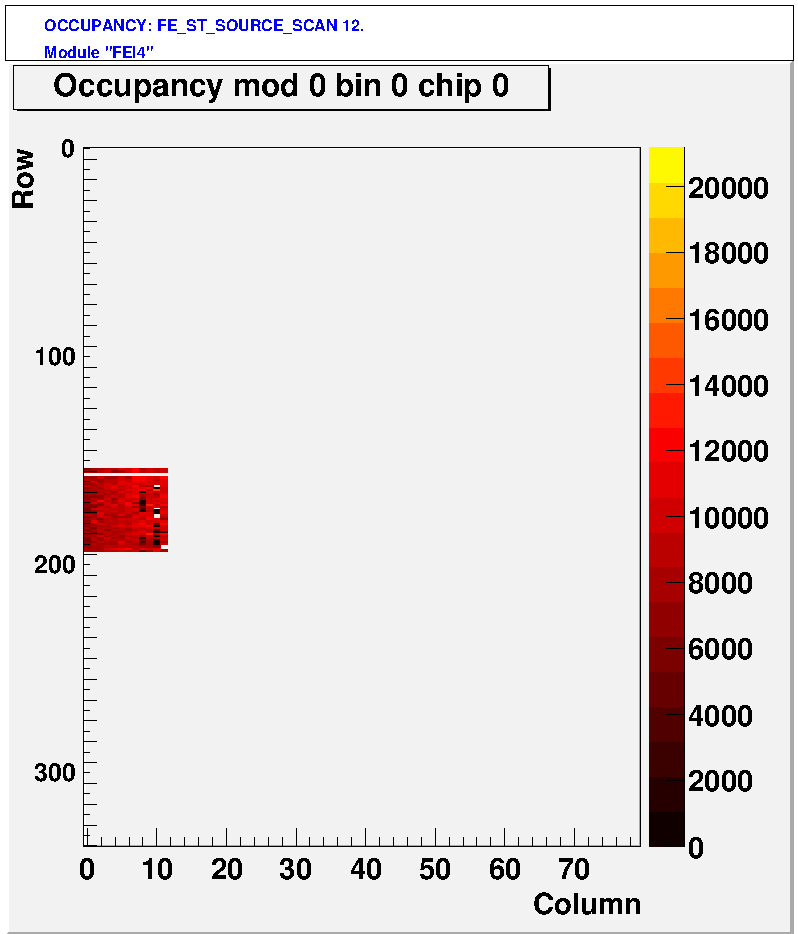 OCCUPANCY: FE_ST_SOURCE_SCAN 12.
Module "FEI4"
Occupancy mod 0 bin 0 chip 0
Row
0
100
200
300
0 10 20 30 40 50 60 70
Column
20000
18000
16000
14000
12000
10000
8000
6000
4000
2000
0